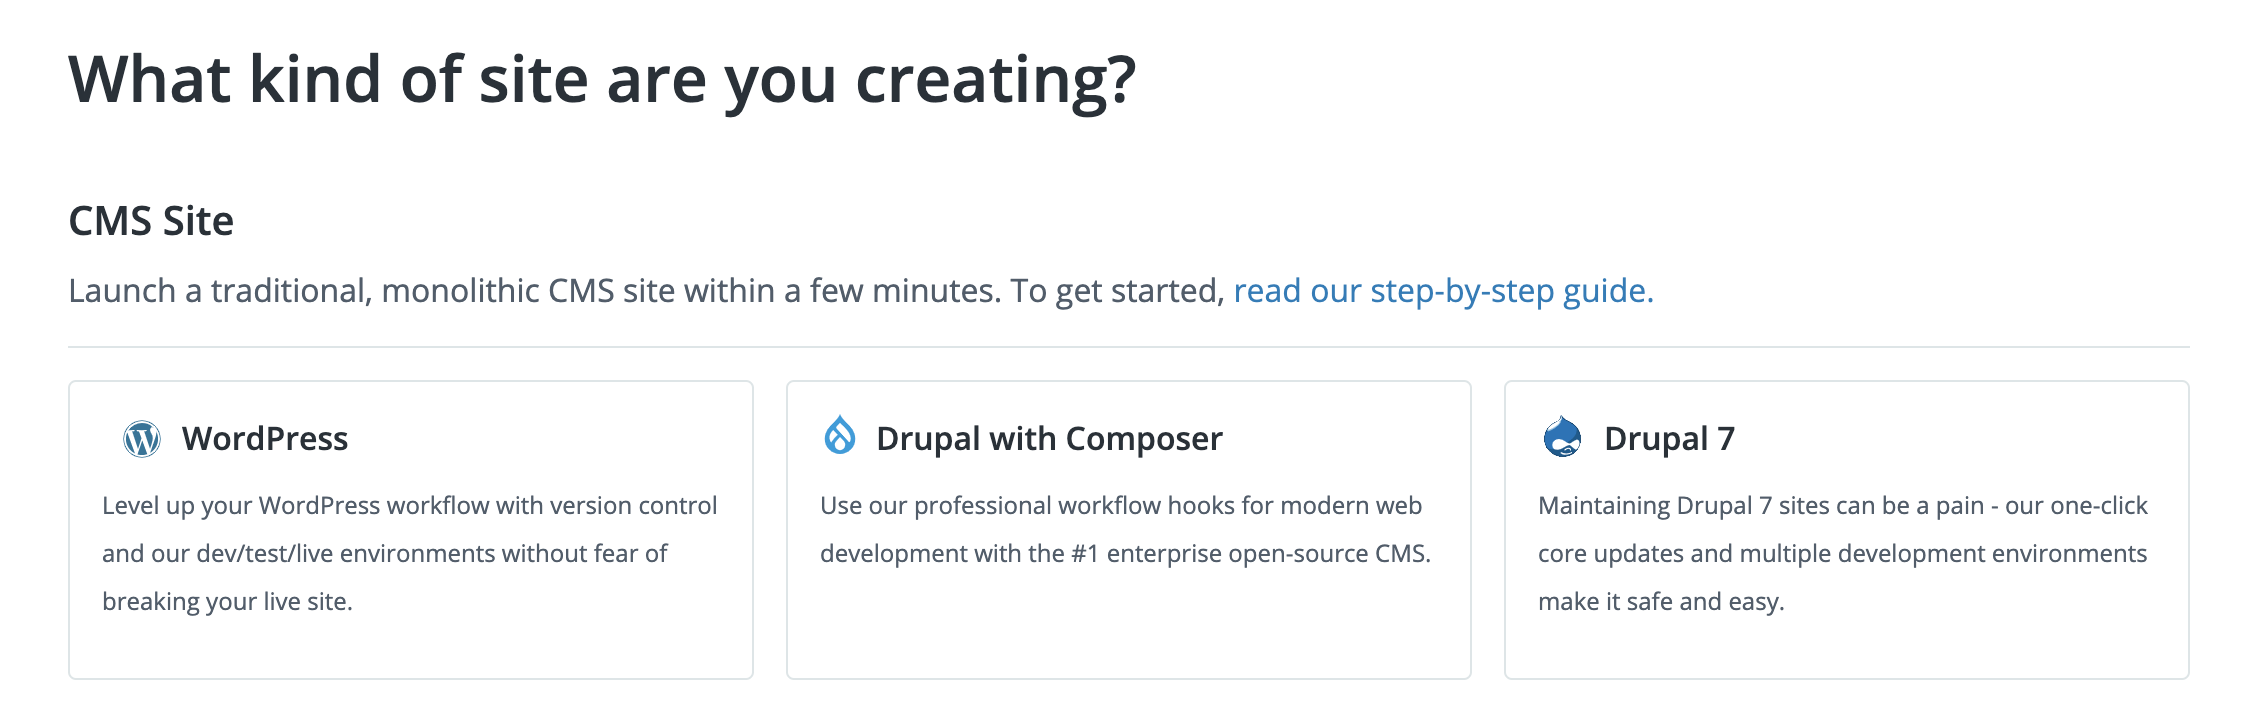 What kind of site are you creating?
CMS Site
Launch a traditional, monolithic CMS site within a few minutes. To get started, read our step-by-step guide.
WordPress
Level up your WordPress workflow with version control
and our dev/test/live environments without fear of
breaking your live site.
Drupal with Composer
Use our professional workflow hooks for modern web
development with the #1 enterprise open-source CMS.
Drupal 7
Maintaining Drupal 7 sites can be a pain - our one-click
core updates and multiple development environments
make it safe and easy.